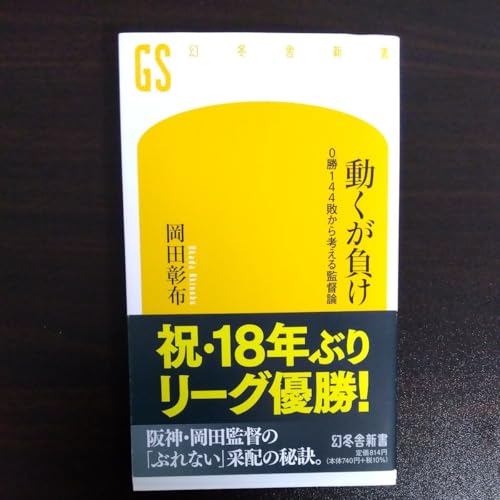 GS 幻冬舎新書
動くが負け
0勝144敗から考える監督論
岡田彰布
Okada Akinobu
祝・18年ぶり
リーグ優勝!
阪神・岡田監督の
「ぶれない」采配の秘訣。
幻冬舎新書
定価814円
(本体740円+税10%)